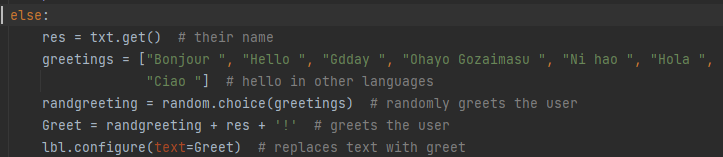 else:
res = txt.get()  # their name
greetings = ["Bonjour ", "Hello ", "Gdday ", "Ohayo Gozaimasu ", "Ni hao ", "Hola ",
"Ciao "]  # hello in other languages
randgreeting = random.choice(greetings)  # randomly greets the user
Greet = randgreeting + res + '!'  # greets the user
lbl.configure(text=Greet)  # replaces text with greet